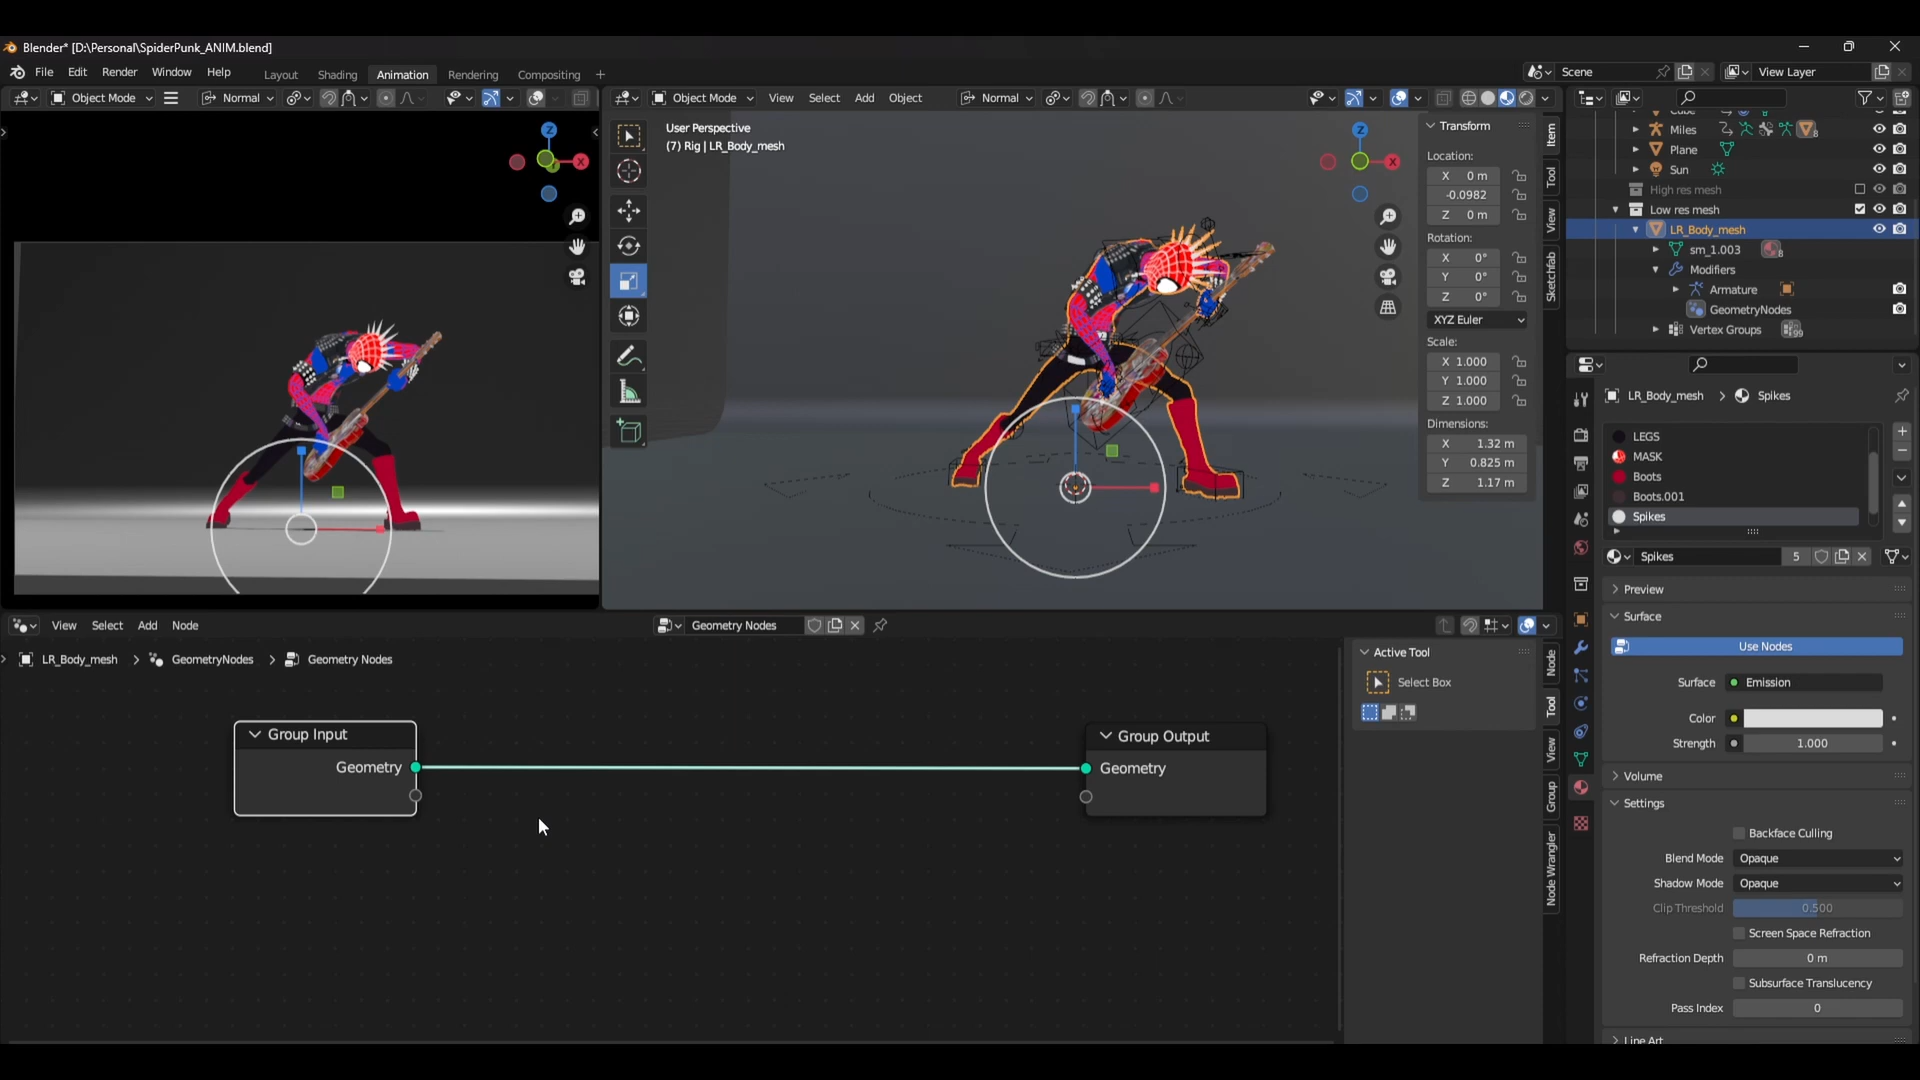 Blender* [D:\Personal\SpiderPunk_ANIM.blend]
File Edit Render Window Help Layout Shading Animation Rendering Compositing + Scene View Layer
Object Mode Normal
Object Mode View Select Add Object Normal
User Perspective
(7) Rig | LR_Body_mesh
Z
X
Z
X
Transform
Location:
X 0 m
-0.0982
Z 0 m
Rotation:
X 0°
Y 0°
Z 0°
XYZ Euler
Scale:
X 1.000
Y 1.000
Z 1.000
Dimensions:
X 1.32 m
Y 0.825 m
Z 1.17 m
Item
Tool
View
Sketchfab
Miles 8
Plane
Sun
High res mesh
Low res mesh
LR_Body_mesh
sm_1.003 8
Modifiers
Armature
GeometryNodes
Vertex Groups 99
LR_Body_mesh > Spikes
LEGS
MASK
Boots
Boots.001
Spikes
Spikes 5
Preview
Surface
Use Nodes
Surface Emission
Color
Strength 1.000
Volume
Settings
Backface Culling
Blend Mode Opaque
Shadow Mode Opaque
Clip Threshold 0.500
Screen Space Refraction
Refraction Depth 0 m
Subsurface Translucency
Pass Index 0
Line Art
View Select Add Node Geometry Nodes
LR_Body_mesh > GeometryNodes > Geometry Nodes
Group Input
Geometry
Group Output
Geometry
Active Tool
Select Box
Node
Tool
View
Group
Node Wrangler